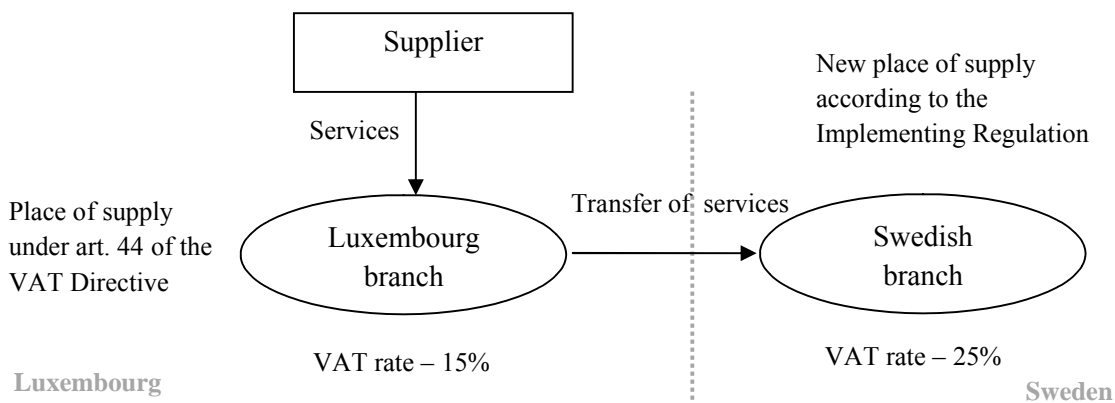 Supplier
New place of supply
according to the
Implementing Regulation
Services
Place of supply
under art. 44 of the
VAT Directive
Luxembourg
branch
Transfer of services
Swedish
branch
VAT rate – 15%
VAT rate – 25%
Luxembourg
Sweden